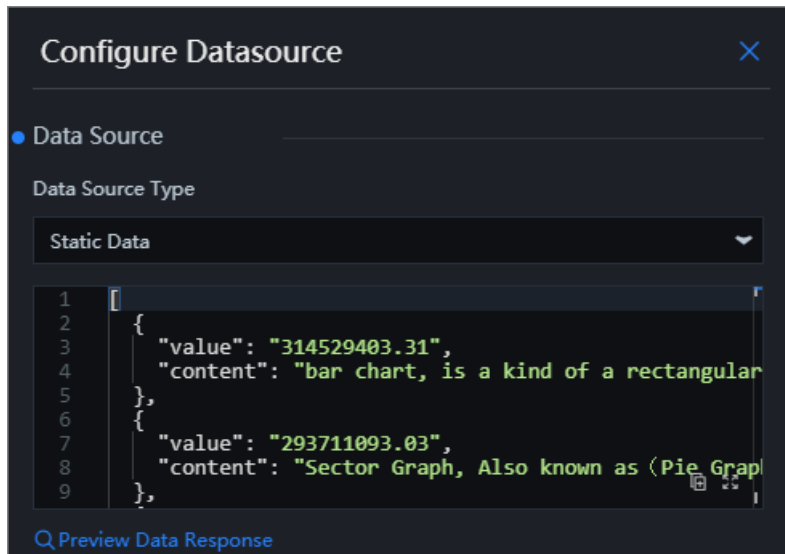 Configure Datasource
Data Source
Data Source Type
Static Data
1 [
2 {
3 "value": "314529403.31",
4 "content": "bar chart, is a kind of a rectangular
5 },
6 {
7 "value": "293711093.03",
8 "content": "Sector Graph, Also known as（Pie Grap
9 },
Preview Data Response